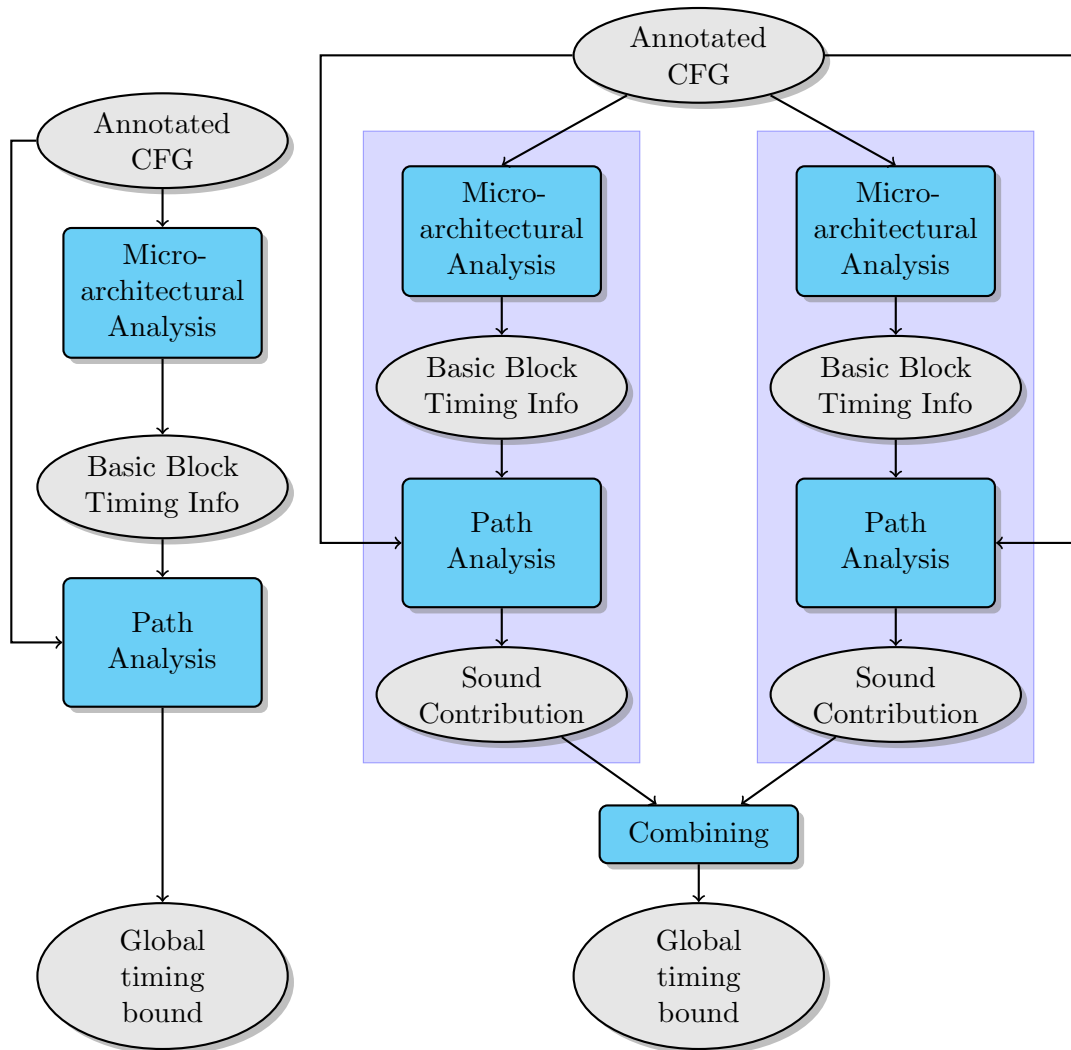 Annotated
CFG
Micro-
architectural
Analysis
Basic Block
Timing Info
Path
Analysis
Global
timing
bound
Annotated
CFG
Micro-
architectural
Analysis
Basic Block
Timing Info
Path
Analysis
Sound
Contribution
Micro-
architectural
Analysis
Basic Block
Timing Info
Path
Analysis
Sound
Contribution
Combining
Global
timing
bound